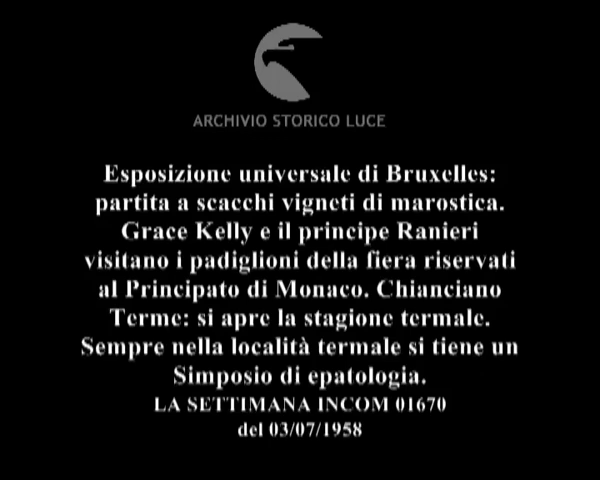 ARCHIVIO STORICO LUCE
Esposizione universale di Bruxelles:
partita a scacchi vigneti di marostica.
Grace Kelly e il principe Ranieri
visitano i padiglioni della fiera riservati
al Principato di Monaco. Chianciano
Terme: si apre la stagione termale.
Sempre nella località termale si tiene un
Simposio di epatologia.
LA SETTIMANA INCOM 01670
del 03/07/1958